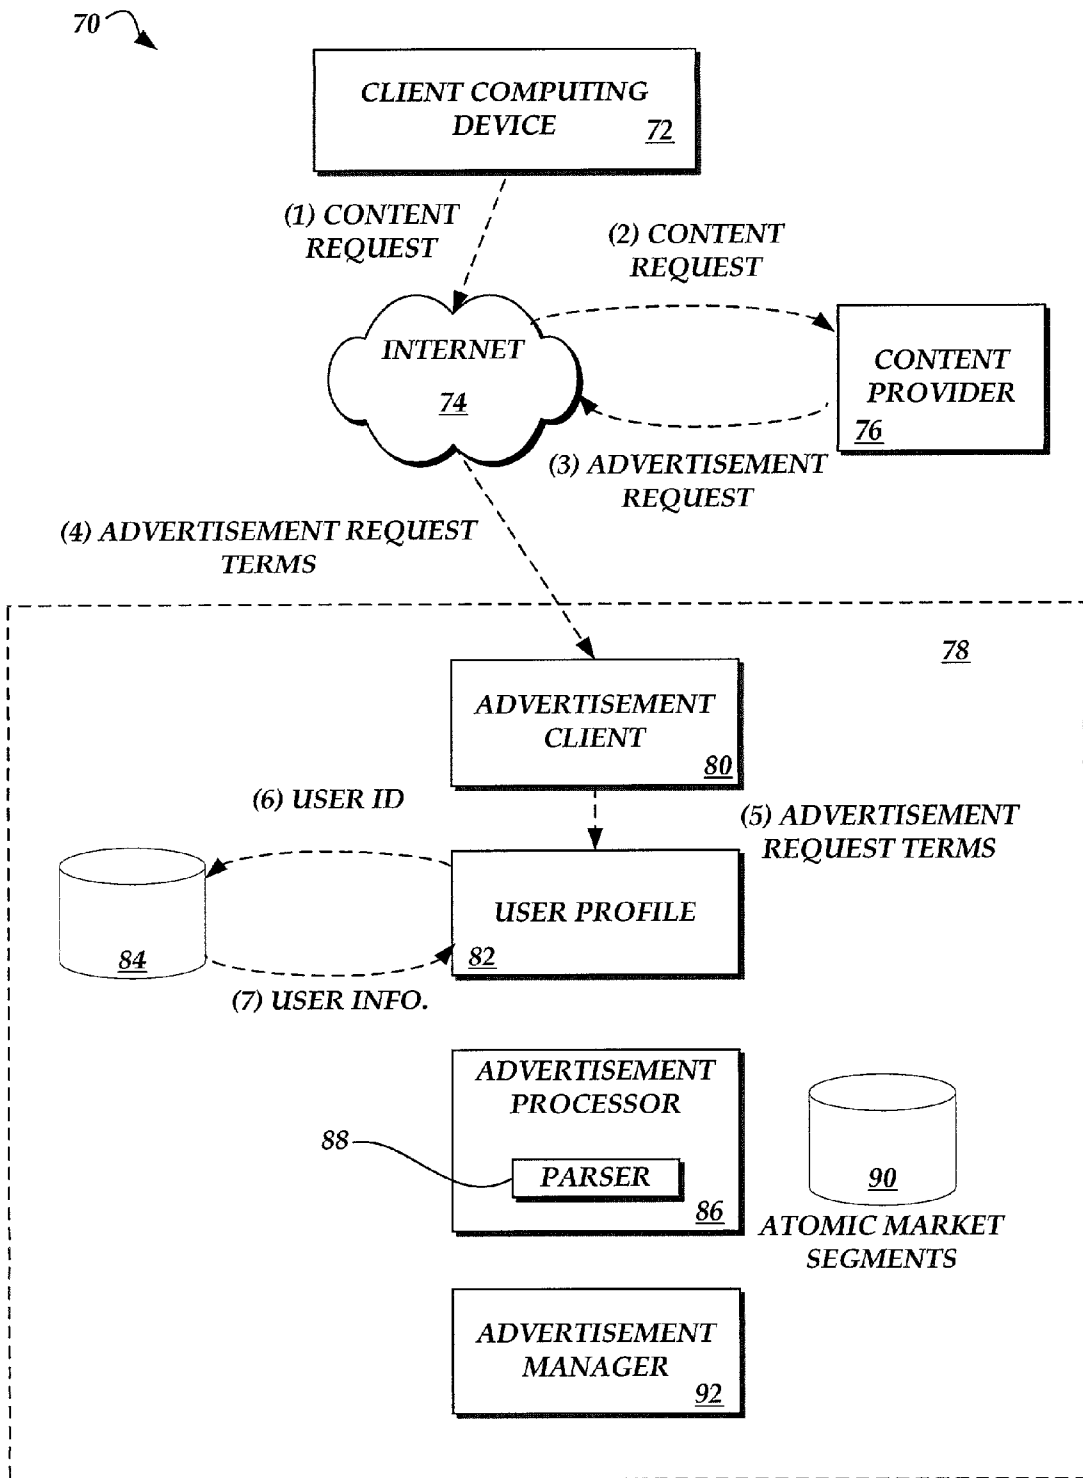 70
CLIENT COMPUTING
DEVICE
72
(1) CONTENT
REQUEST
(2) CONTENT
REQUEST
INTERNET
74
CONTENT
PROVIDER
76
(3) ADVERTISEMENT
REQUEST
(4) ADVERTISEMENT REQUEST
TERMS
78
ADVERTISEMENT
CLIENT
80
(5) ADVERTISEMENT
REQUEST TERMS
(6) USER ID
84
USER PROFILE
82
(7) USER INFO.
ADVERTISEMENT
PROCESSOR
88
PARSER
86
90
ATOMIC MARKET
SEGMENTS
ADVERTISEMENT
MANAGER
92